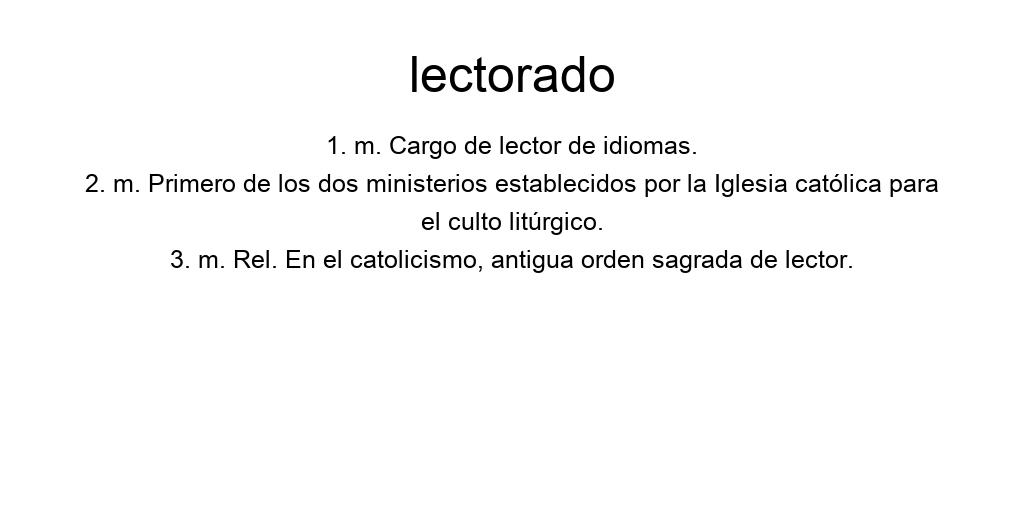 lectorado
1. m. Cargo de lector de idiomas.
2. m. Primero de los dos ministerios establecidos por la Iglesia católica para
el culto litúrgico.
3. m. Rel. En el catolicismo, antigua orden sagrada de lector.